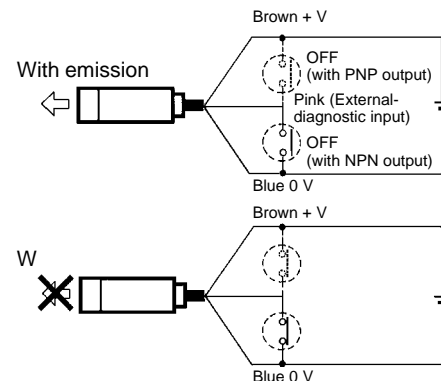 Brown + V
OFF
(with PNP output)
With emission
Pink (External-
diagnostic input)
OFF
(with NPN output)
Blue 0 V
Brown + V
W
Blue 0 V